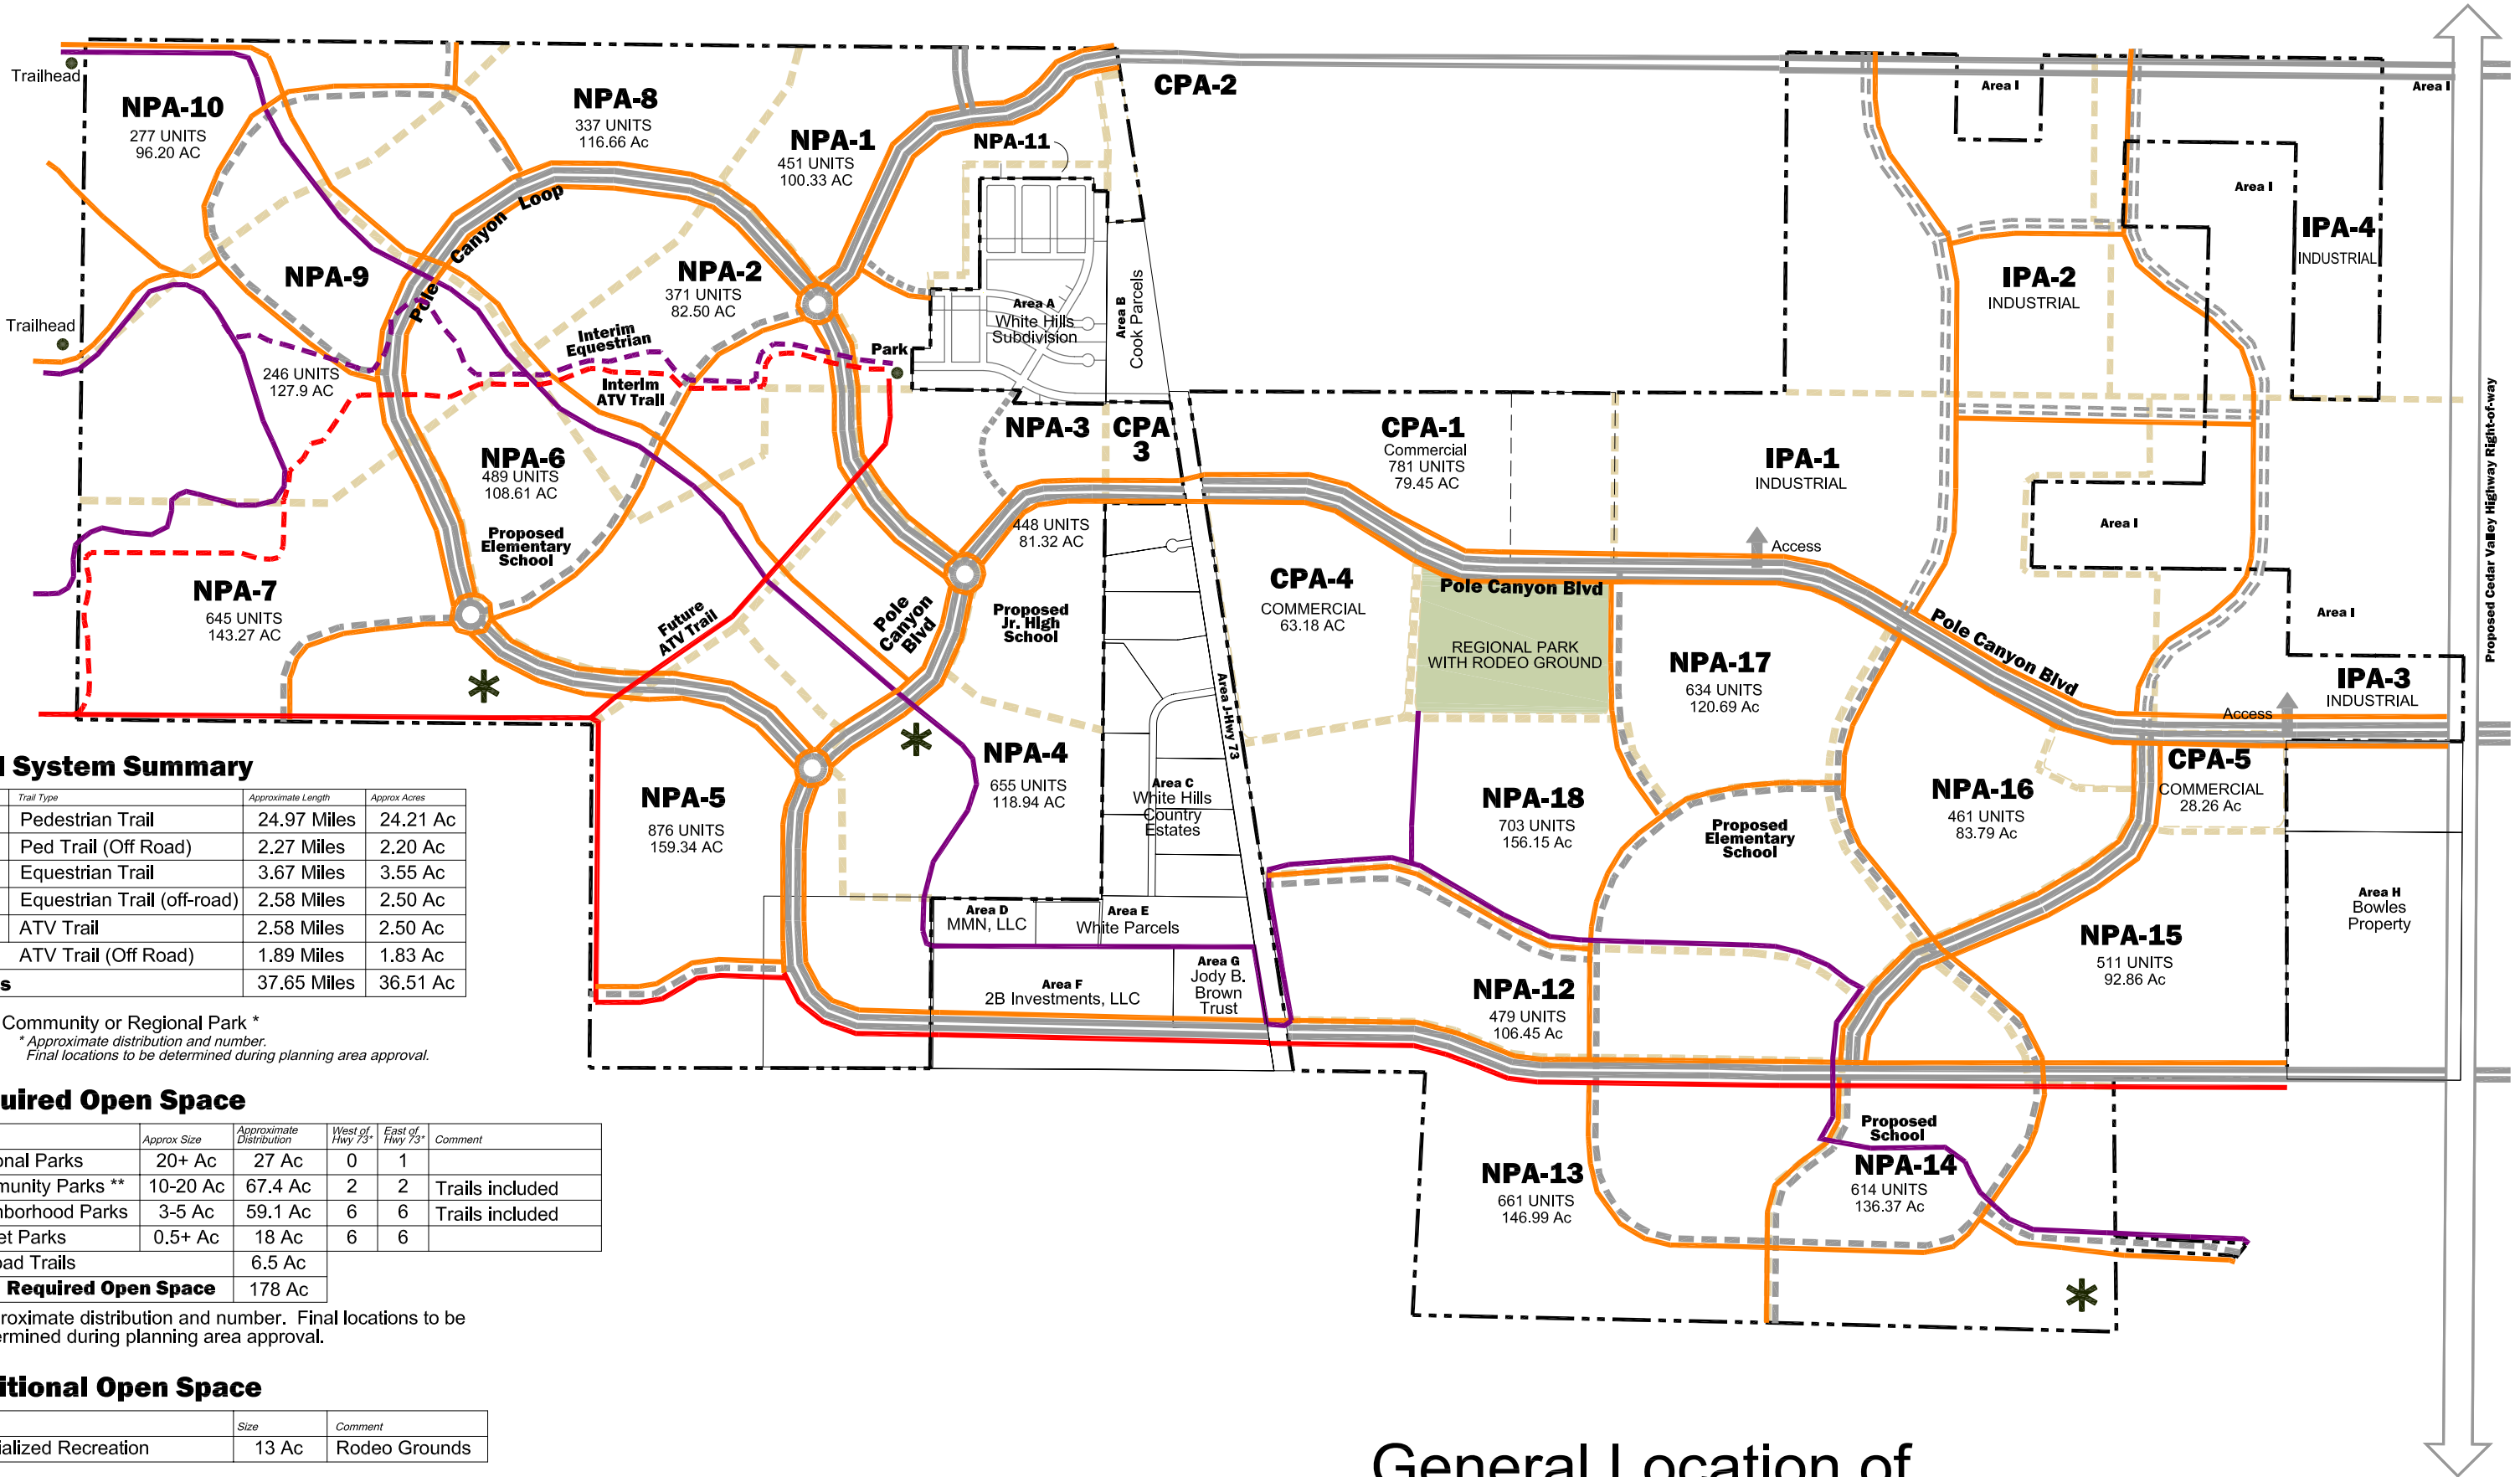 Trailhead
NPA-10
277 UNITS
96.20 AC
NPA-8
337 UNITS
116.66 Ac
NPA-1
451 UNITS
100.33 AC
NPA-11
CPA-2
Area I
Area I
Area I
IPA-4
INDUSTRIAL
IPA-2
INDUSTRIAL
Pole Canyon Loop
NPA-9
246 UNITS
127.9 AC
NPA-2
371 UNITS
82.50 AC
Trailhead
Interim
Equestrian
Interim
ATV Trail
Park
Area A
White Hills
Subdivision
Area B
Cook Parcels
NPA-3
448 UNITS
81.32 AC
CPA
3
CPA-1
Commercial
781 UNITS
79.45 AC
IPA-1
INDUSTRIAL
Area I
Area I
Proposed Cedar Valley Highway Right-of-way
NPA-6
489 UNITS
108.61 AC
Proposed
Elementary
School
NPA-7
645 UNITS
143.27 AC
Future
ATV Trail
Pole
Canyon
Blvd
Proposed
Jr. High
School
CPA-4
COMMERCIAL
63.18 AC
Access
Pole Canyon Blvd
REGIONAL PARK
WITH RODEO GROUND
NPA-17
634 UNITS
120.69 Ac
Pole Canyon Blvd
IPA-3
INDUSTRIAL
Access
Area J-Hwy 73
NPA-5
876 UNITS
159.34 AC
NPA-4
655 UNITS
118.94 AC
Area C
White Hills
Country
Estates
NPA-18
703 UNITS
156.15 Ac
Proposed
Elementary
School
NPA-16
461 UNITS
83.79 Ac
CPA-5
COMMERCIAL
28.26 Ac
Area D
MMN, LLC
Area E
White Parcels
Area F
2B Investments, LLC
Area G
Jody B.
Brown
Trust
NPA-12
479 UNITS
106.45 Ac
NPA-15
511 UNITS
92.86 Ac
Area H
Bowles
Property
NPA-13
661 UNITS
146.99 Ac
Proposed
School
NPA-14
614 UNITS
136.37 Ac
System Summary
Trail Type Approximate Length Approx Acres
Pedestrian Trail 24.97 Miles 24.21 Ac
Ped Trail (Off Road) 2.27 Miles 2.20 Ac
Equestrian Trail 3.67 Miles 3.55 Ac
Equestrian Trail (off-road) 2.58 Miles 2.50 Ac
ATV Trail 2.58 Miles 2.50 Ac
ATV Trail (Off Road) 1.89 Miles 1.83 Ac
s 37.65 Miles 36.51 Ac
Community or Regional Park *
* Approximate distribution and number.
Final locations to be determined during planning area approval.
uired Open Space
Approx Size Approximate Distribution West of Hwy 73* East of Hwy 73* Comment
onal Parks 20+ Ac 27 Ac 0 1
munity Parks ** 10-20 Ac 67.4 Ac 2 2 Trails included
hborhood Parks 3-5 Ac 59.1 Ac 6 6 Trails included
et Parks 0.5+ Ac 18 Ac 6 6
oad Trails 6.5 Ac
Required Open Space 178 Ac
roximate distribution and number. Final locations to be
ermined during planning area approval.
itional Open Space
Size Comment
ialized Recreation 13 Ac Rodeo Grounds
General Location of